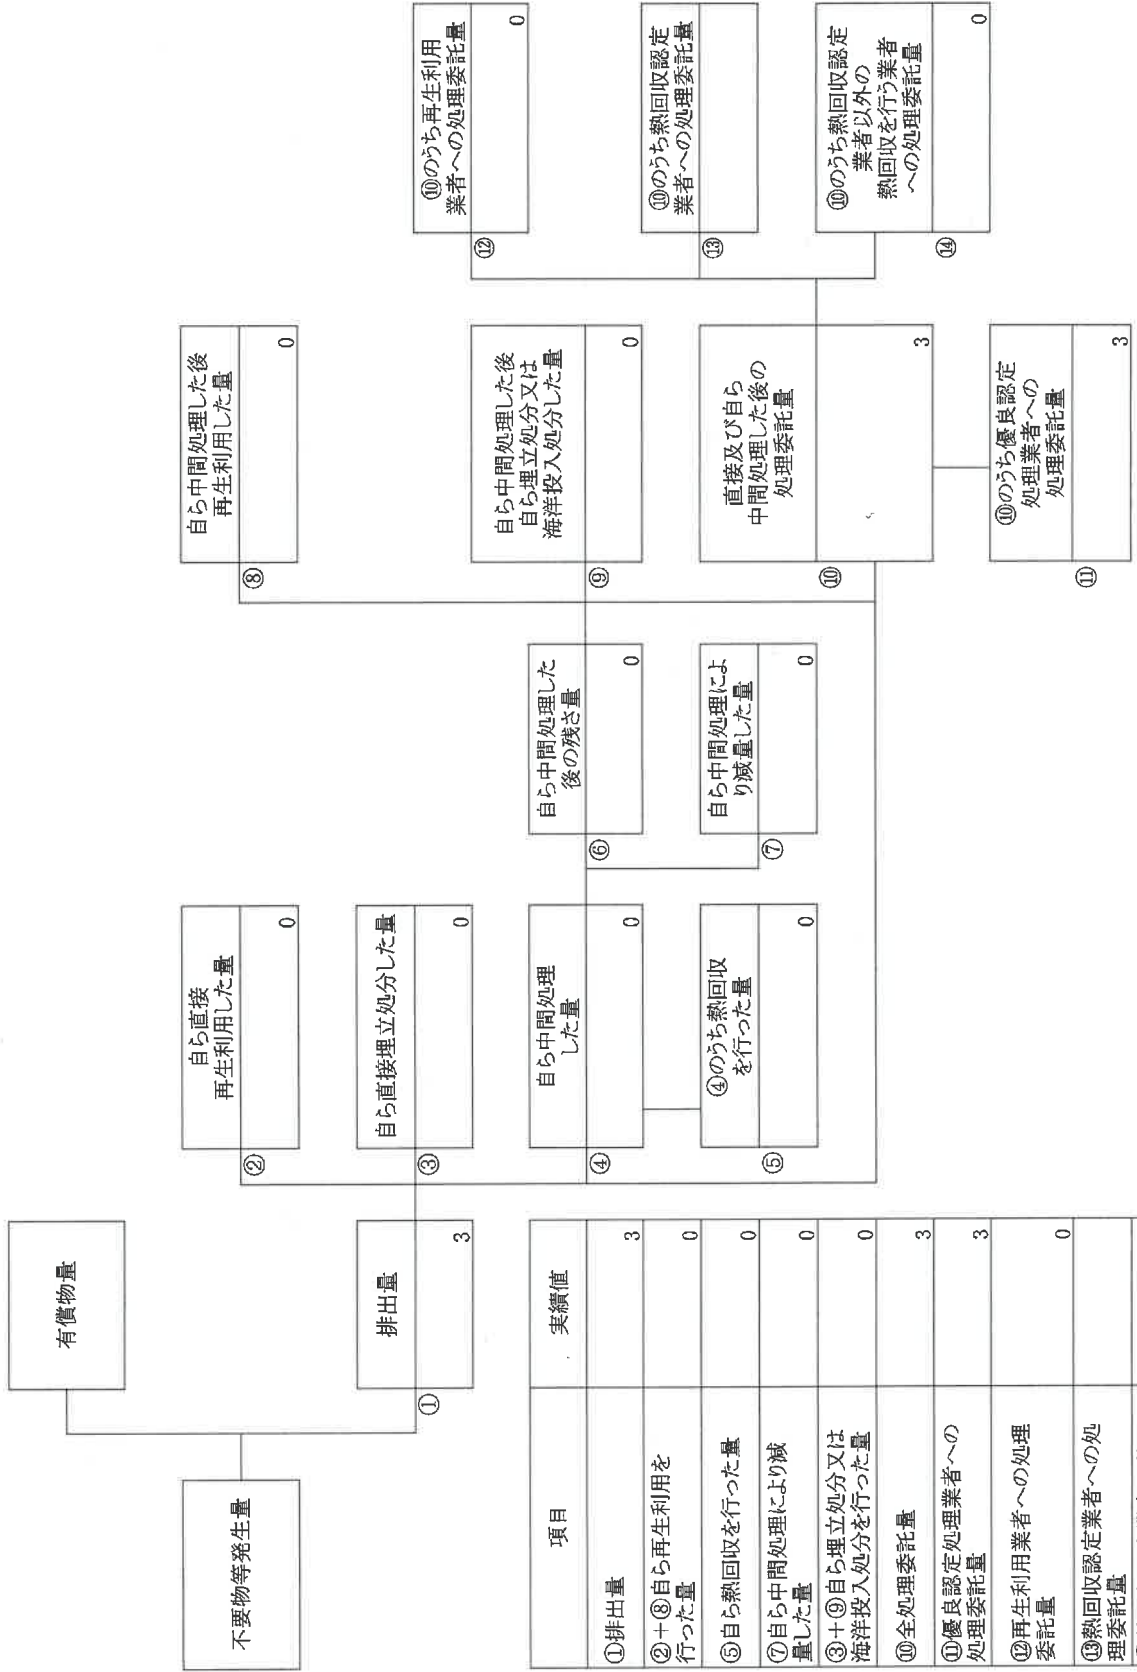 不要物等発生量
有償物量
①
排出量
3
②
自ら直接
再生利用した量
0
③
自ら直接埋立処分した量
0
④
自ら中間処理
した量
0
⑤
④のうち熱回収
を行った量
0
⑥
自ら中間処理した
後の残さ量
0
⑦
自ら中間処理によ
り減量した量
0
⑧
自ら中間処理した後
再生利用した量
0
⑨
自ら中間処理した後
自ら埋立処分又は
海洋投入処分した量
0
⑩
直接及び自ら
中間処理した後の
処理委託量
3
⑪
⑩のうち優良認定
処理業者への
処理委託量
3
⑫
⑩のうち再生利用
業者への処理委託量
0
⑬
⑩のうち熱回収認定
業者への処理委託量
⑭
⑩のうち熱回収認定
業者以外の
熱回収を行う業者
への処理委託量
0
項目 実績値
①排出量 3
②＋⑧自ら再生利用を
行った量 0
⑤自ら熱回収を行った量 0
⑦自ら中間処理により減
量した量 0
③＋⑨自ら埋立処分又は
海洋投入処分を行った量 0
⑩全処理委託量 3
⑪優良認定処理業者への
処理委託量 3
⑫再生利用業者への処理
委託量 0
⑬熱回収認定業者への処
理委託量